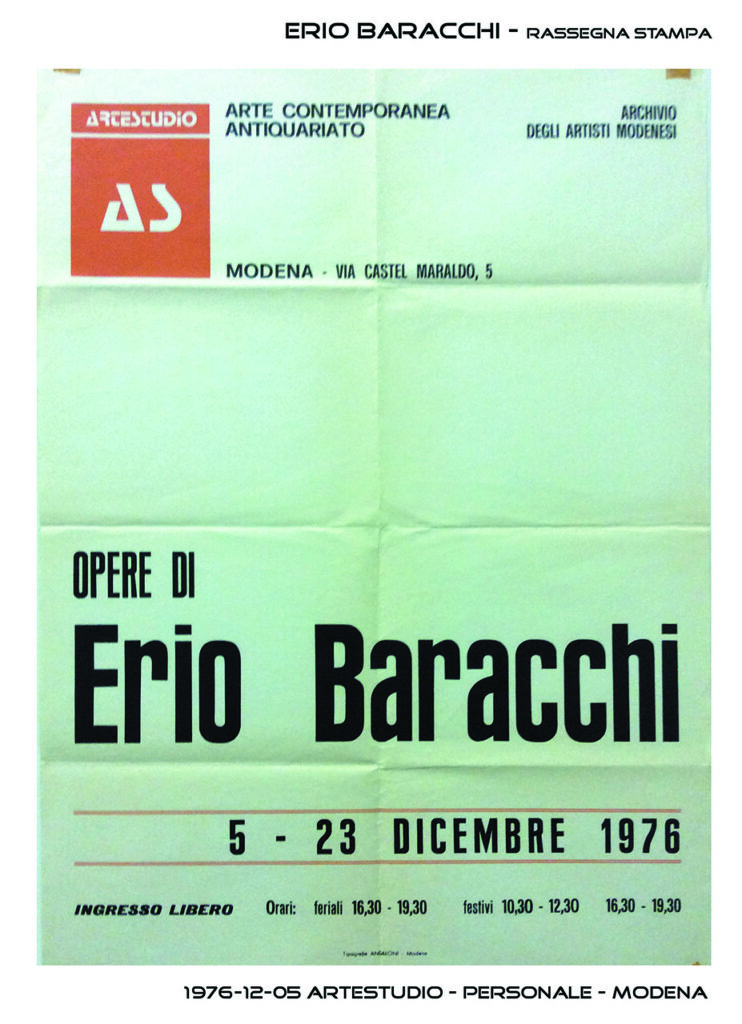 ERIO BARACCHI - RASSEGNA STAMPA
ARTESTUDIO
AS
ARTE CONTEMPORANEA
ANTIQUARIATO
ARCHIVIO
DEGLI ARTISTI MODENESI
MODENA - VIA CASTEL MARALDO, 5
OPERE DI
Erio Baracchi
5 - 23 DICEMBRE 1976
INGRESSO LIBERO Orari: feriali 16,30 - 19,30 festivi 10,30 - 12,30 16,30 - 19,30
Modena
1976-12-05 ARTESTUDIO - PERSONALE - MODENA